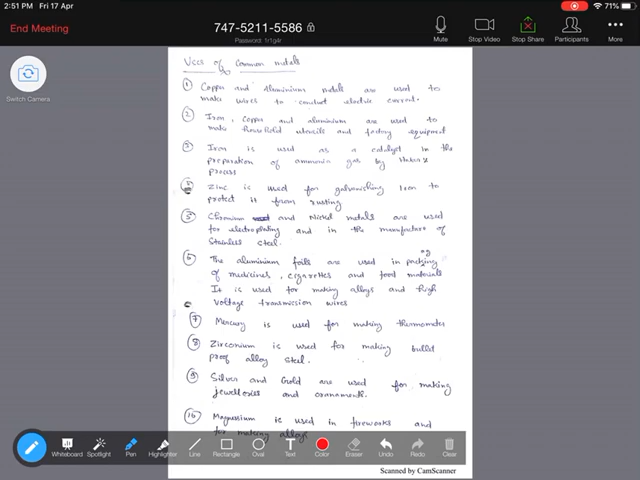 2:51 PM Fri 17 Apr
71%
End Meeting
747-5211-5586
Password: 1r1g4r
Mute
Stop Video
Stop Share
Participants
More
Switch Camera
Uses of Common metals
1 Copper and Aluminium metals are used to
make wires to conduct electric current.
2 Iron, Copper and aluminium are used to
make household utensils and factory equipment
3 Iron is used as a catalyst in the
preparation of ammonia gas by Haber's
process
4 Zinc is used for galvanishing Iron to
protect it from rusting
5 Chromium and Nickel metals are used
for electroplating and in the manufacture of
Stainless steel.
6 The aluminium foils are used in packing
of medicines, cigarettes and food materials
It is used for making alloys and high
voltage transmission wires
7 Mercury is used for making thermometer
8 Zirconium is used for making bullet
proof alloy steel.
9 Silver and Gold are used for making
jewellories and oranaments.
10 Magnessium is used in fireworks and
for making alloys
Whiteboard
Spotlight
Pen
Highlighter
Line
Rectangle
Oval
Text
Color
Eraser
Undo
Redo
Clear
Scanned by CamScanner